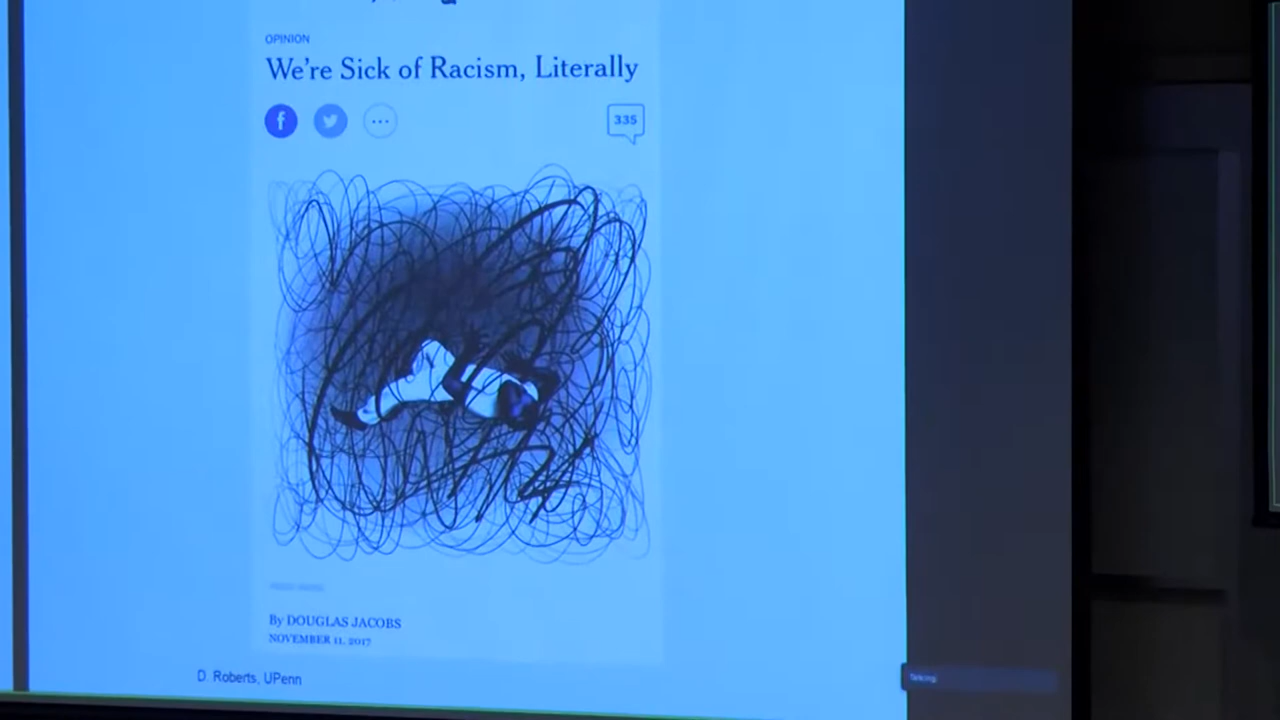 OPINION
We're Sick of Racism, Literally
f
335
By DOUGLAS JACOBS
NOVEMBER 11, 2017
D. Roberts, UPenn